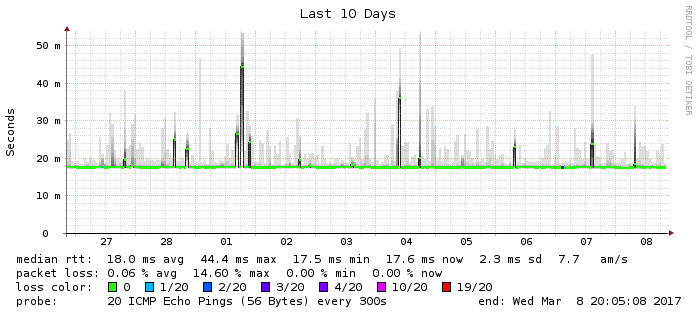 Last 10 Days
RRDTOOL / TOBI OETIKER
Seconds
50 m
40 m
30 m
20 m
10 m
0
27 28 01 02 03 04 05 06 07 08
median rtt: 18.0 ms avg 44.4 ms max 17.5 ms min 17.6 ms now 2.3 ms sd 7.7 am/s
packet loss: 0.06 % avg 14.60 % max 0.00 % min 0.00 % now
loss color: 0 1/20 2/20 3/20 4/20 10/20 19/20
probe: 20 ICMP Echo Pings (56 Bytes) every 300s end: Wed Mar 8 20:05:08 2017